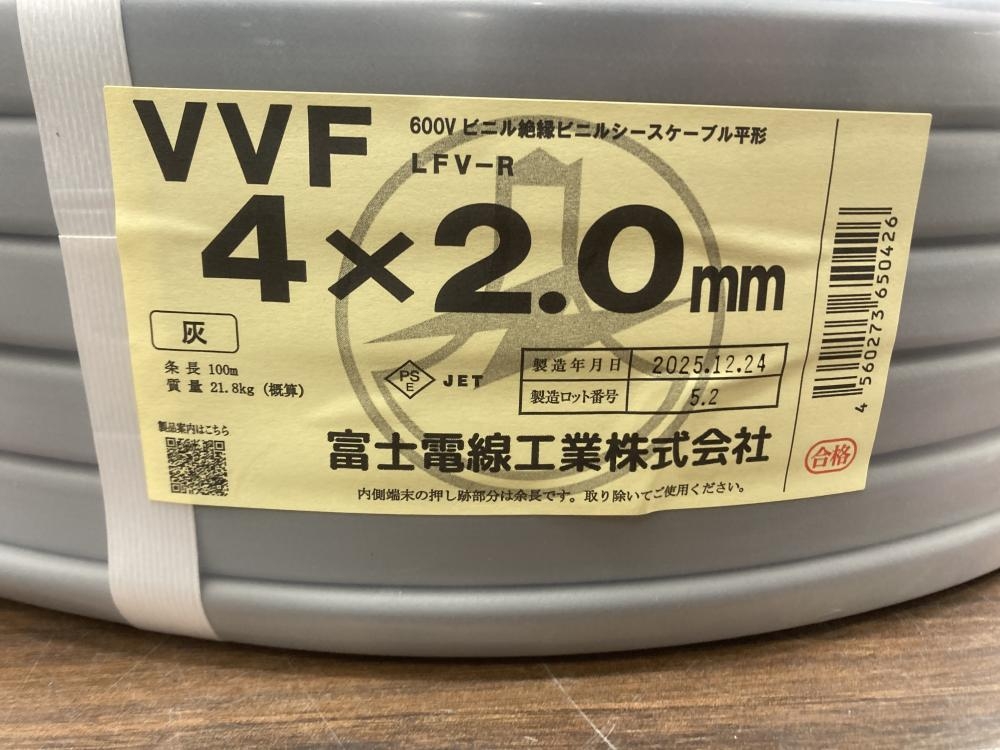 VVF
600V ビニル絶縁ビニルシースケーブル平形
LFV-R
4×2.0mm
灰
条長 100m
質量 21.8kg (概算)
PS
E
JET
製造年月日 2025.12.24
製造ロット番号 5.2
製品案内はこちら
富士電線工業株式会社
内側端末の押し跡部分は余長です。取り除いてご使用ください。
4 560273 650426
合格